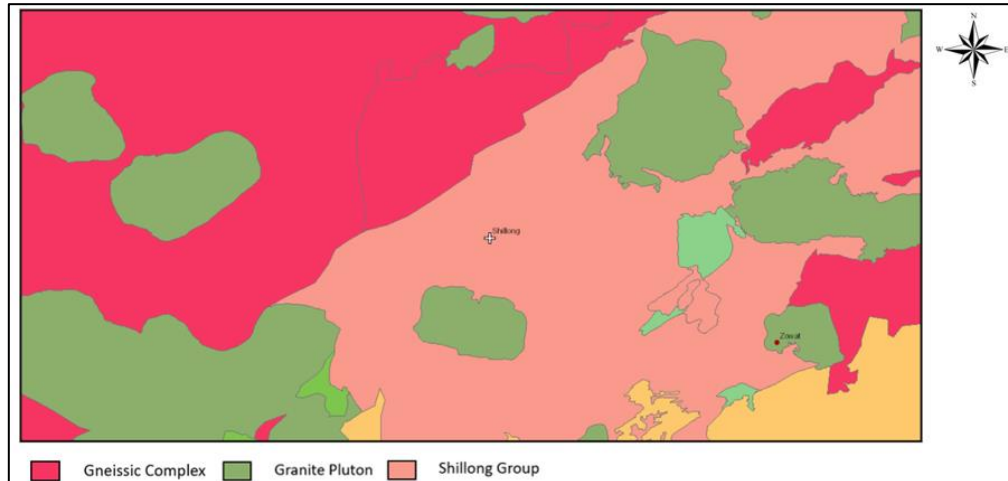 N
W E
S
Shillong
Zowat
Gneissic Complex Granite Pluton Shillong Group